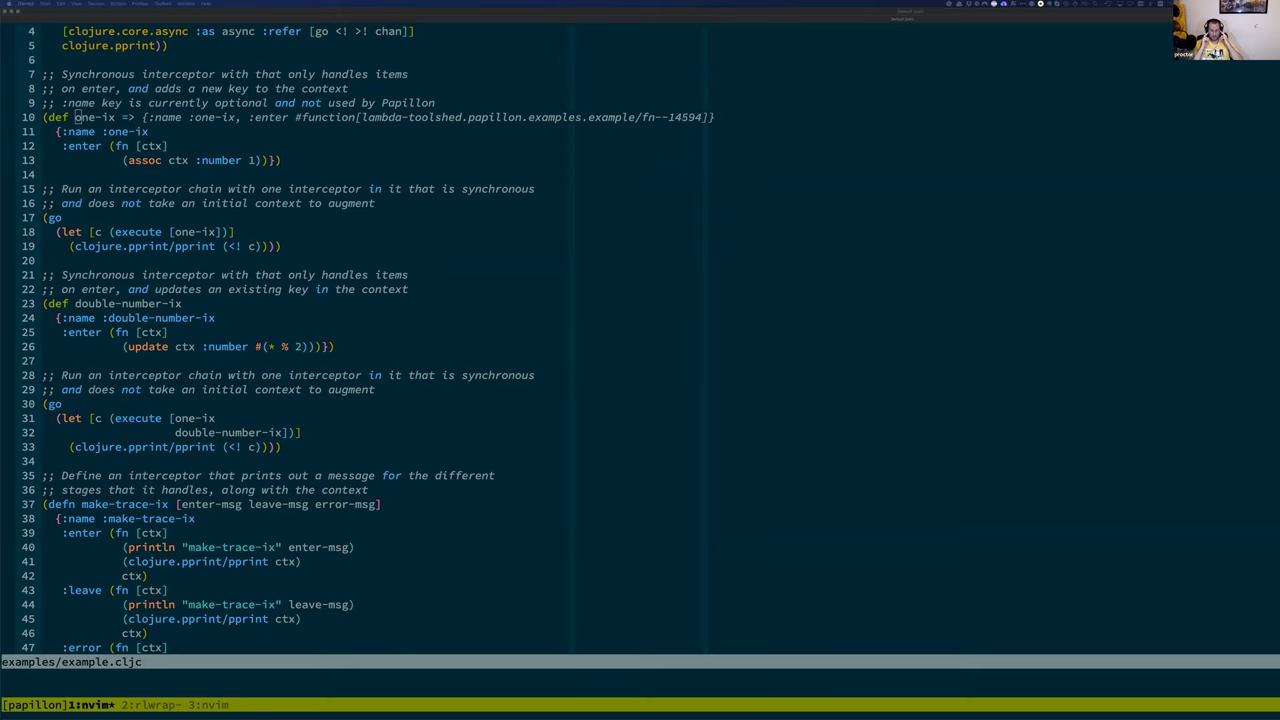 4 [clojure.core.async :as async :refer [go <! >! chan]]
5 clojure.pprint))
6
7 ;; Synchronous interceptor with that only handles items
8 ;; on enter, and adds a new key to the context
9 ;; :name key is currently optional and not used by Papillon
10 (def one-ix => {:name :one-ix, :enter #function[lambda-toolshed.papillon.examples.example/fn--14594]}
11 {:name :one-ix
12 :enter (fn [ctx]
13 (assoc ctx :number 1))})
14
15 ;; Run an interceptor chain with one interceptor in it that is synchronous
16 ;; and does not take an initial context to augment
17 (go
18 (let [c (execute [one-ix])]
19 (clojure.pprint/pprint (<! c))))
20
21 ;; Synchronous interceptor with that only handles items
22 ;; on enter, and updates an existing key in the context
23 (def double-number-ix
24 {:name :double-number-ix
25 :enter (fn [ctx]
26 (update ctx :number #(* % 2)))})
27
28 ;; Run an interceptor chain with one interceptor in it that is synchronous
29 ;; and does not take an initial context to augment
30 (go
31 (let [c (execute [one-ix
32 double-number-ix])]
33 (clojure.pprint/pprint (<! c))))
34
35 ;; Define an interceptor that prints out a message for the different
36 ;; stages that it handles, along with the context
37 (defn make-trace-ix [enter-msg leave-msg error-msg]
38 {:name :make-trace-ix
39 :enter (fn [ctx]
40 (println "make-trace-ix" enter-msg)
41 (clojure.pprint/pprint ctx)
42 ctx)
43 :leave (fn [ctx]
44 (println "make-trace-ix" leave-msg)
45 (clojure.pprint/pprint ctx)
46 ctx)
47 :error (fn [ctx]
examples/example.cljc
[papillon]1:nvim* 2:rlwrap- 3:nvim
proctor